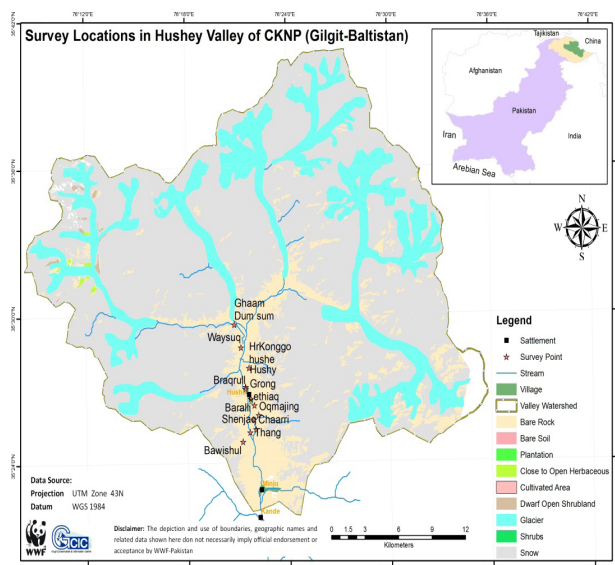 76°12'0"E 76°18'0"E 76°24'0"E 76°30'0"E 76°36'0"E 76°42'0"E
Survey Locations in Hushey Valley of CKNP (Gilgit-Baltistan)
Tajikistan
China
Afghanistan
Pakistan
Iran
India
Arebian Sea
N
W E
S
Ghaam
Dum sum
Waysuq
HrKonggo
hushe
Hushy
Braqrull
Grong
Lethiaq
Barah
Oqmajing
Shenjaq
Chaarri
Thang
Bawishul
Minju
Kande
Legend
Sattlement
Survey Point
Stream
Village
Valley Watershed
Bare Rock
Bare Soil
Plantation
Close to Open Herbaceous
Cultivated Area
Dwarf Open Shrubland
Glacier
Shrubs
Snow
Data Source:
Projection UTM Zone 43N
Datum WGS 1984
WWF
GCIC
Disclaimer: The depiction and use of boundaries, geographic names and
related data shown here don not necessarily imply official endorsement or
acceptance by WWF-Pakistan
0 1.5 3 6 9 12
Kilometers